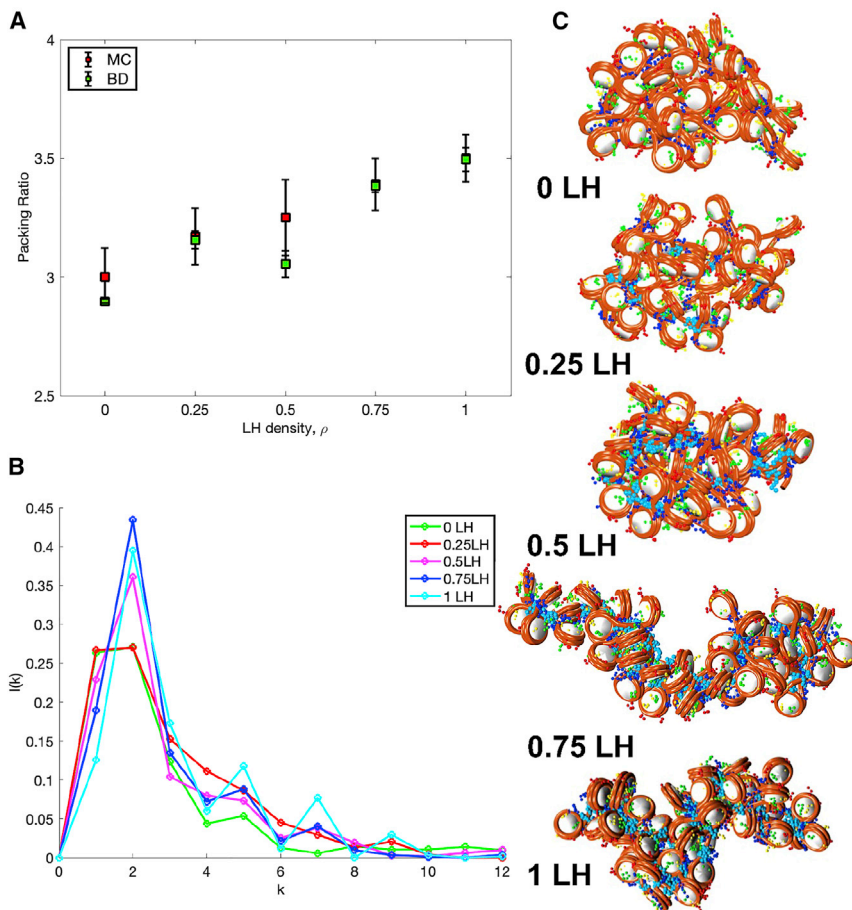 A
4
MC
BD
3.5
3
2.5
Packing Ratio
0
0.25
0.5
0.75
1
LH density, ρ
B
0.45
0.4
0.35
0.3
0.25
0.2
0.15
0.1
0.05
0
I(k)
0 LH
0.25LH
0.5LH
0.75LH
1 LH
0
2
4
6
8
10
12
k
C
0 LH
0.25 LH
0.5 LH
0.75 LH
1 LH